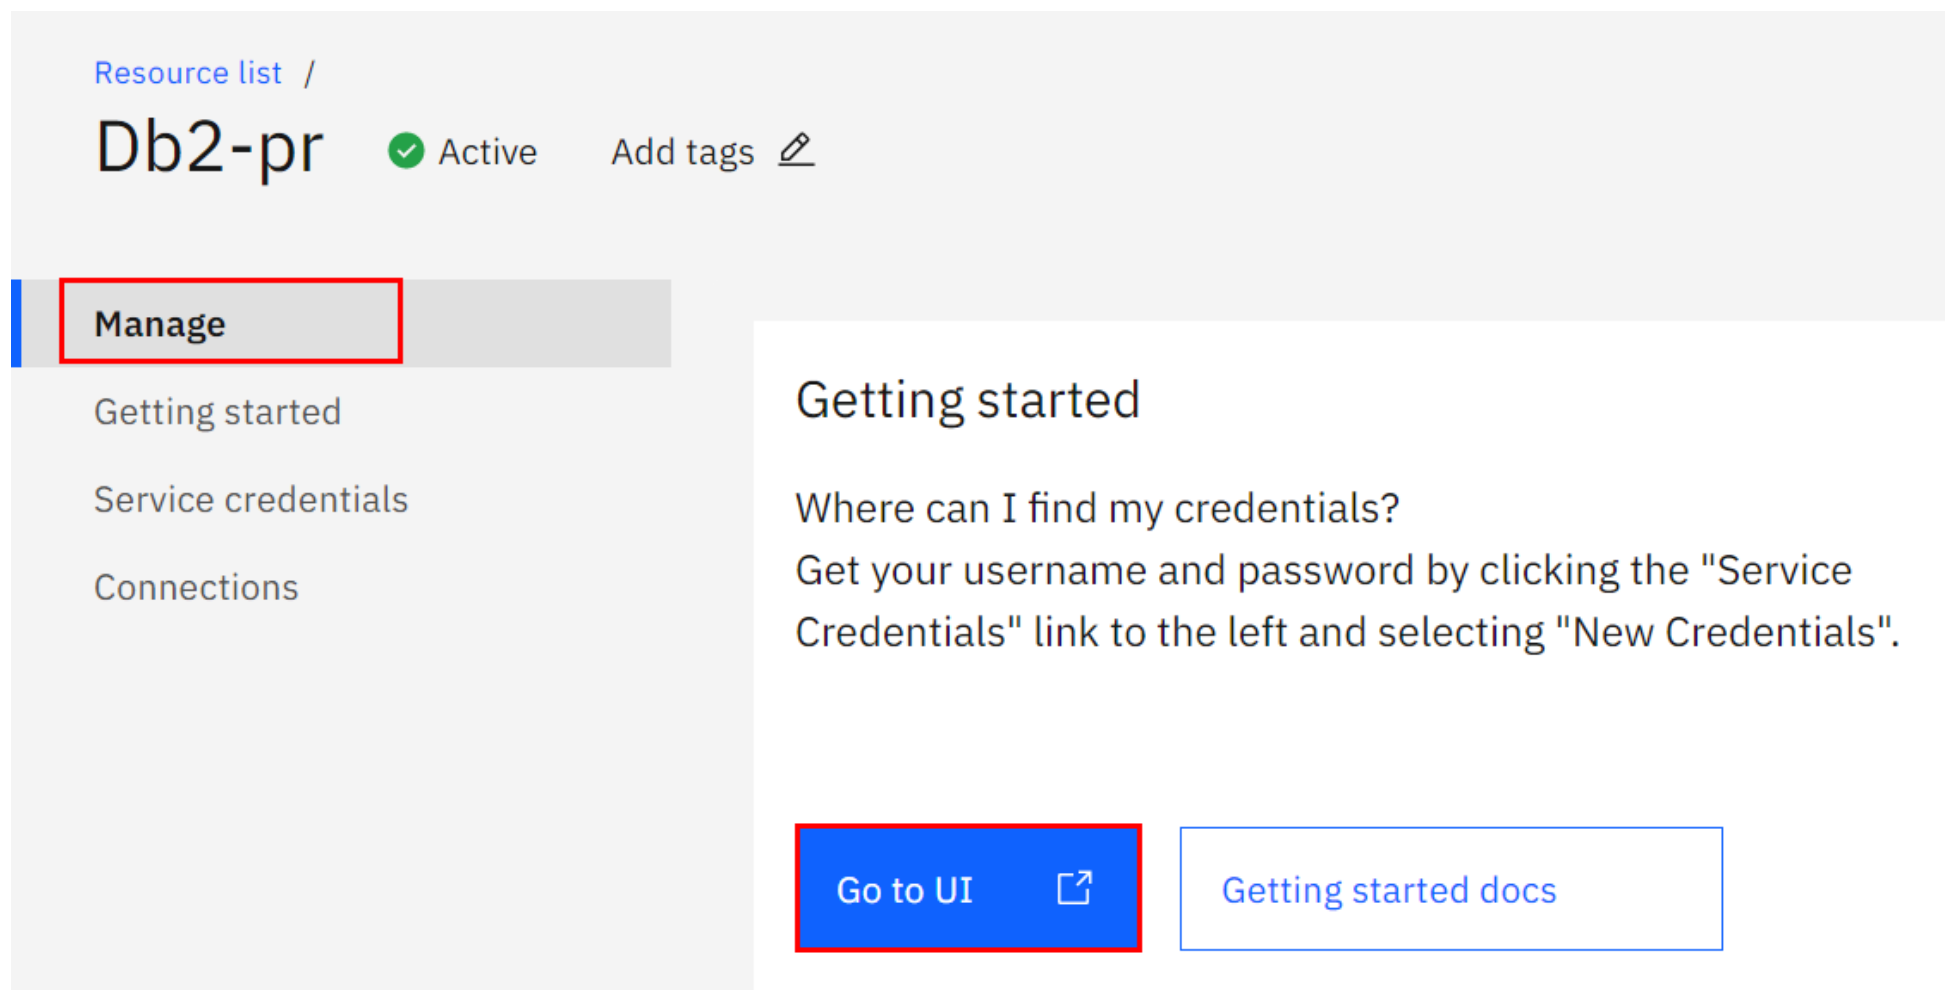 Resource list /
Db2-pr Active Add tags
Manage
Getting started
Service credentials
Connections
Getting started
Where can I find my credentials?
Get your username and password by clicking the "Service
Credentials" link to the left and selecting "New Credentials".
Go to UI
Getting started docs